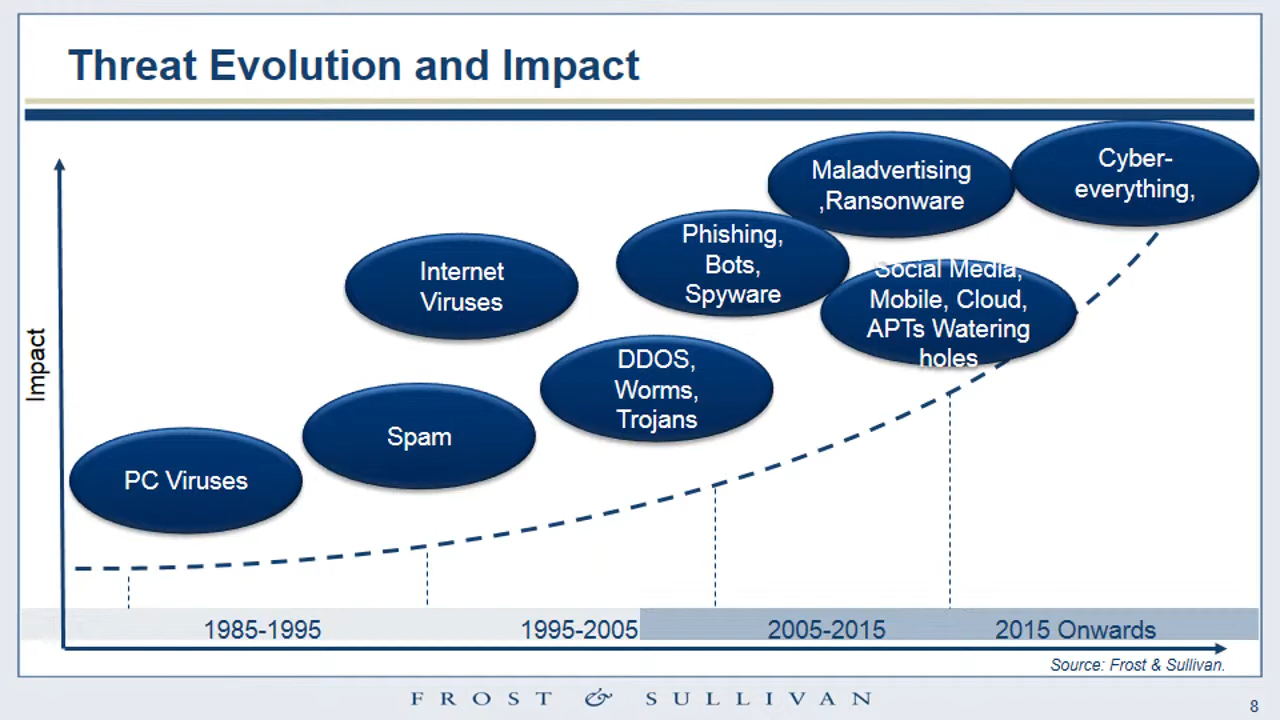 Threat Evolution and Impact
Maladvertising
,Ransonware
Cyber-
everything,
Phishing,
Bots,
Spyware
Internet
Viruses
Social Media,
Mobile, Cloud,
APTs Watering
holes
DDOS,
Worms,
Trojans
Spam
PC Viruses
Impact
1985-1995
1995-2005
2005-2015
2015 Onwards
Source: Frost & Sullivan.
FROST & SULLIVAN
8